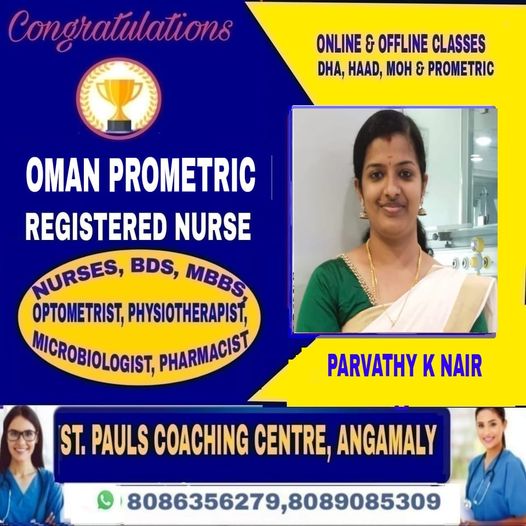 Congratulations
ONLINE & OFFLINE CLASSES
DHA, HAAD, MOH & PROMETRIC
OMAN PROMETRIC
REGISTERED NURSE
NURSES, BDS, MBBS,
OPTOMETRIST, PHYSIOTHERAPIST,
MICROBIOLOGIST, PHARMACIST
PARVATHY K NAIR
ST. PAULS COACHING CENTRE, ANGAMALY
8086356279,8089085309